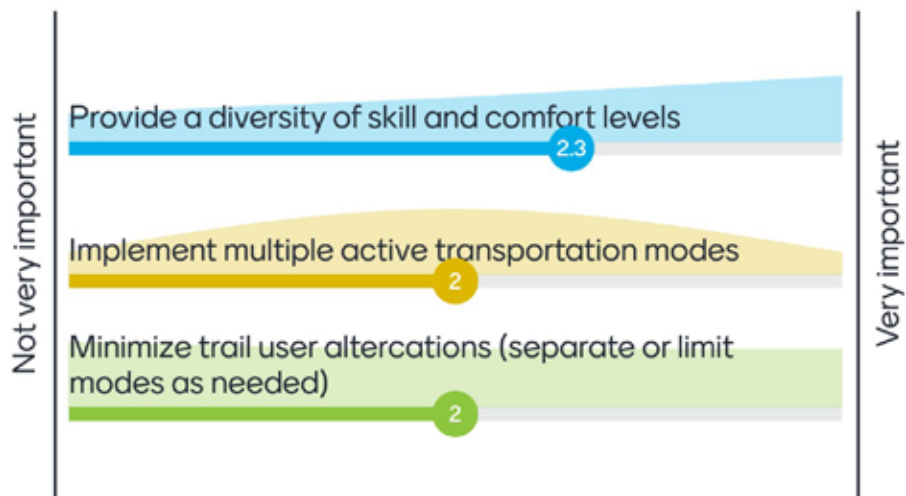 Not very important
Provide a diversity of skill and comfort levels
2.3
Implement multiple active transportation modes
2
Minimize trail user altercations (separate or limit
modes as needed)
2
Very important